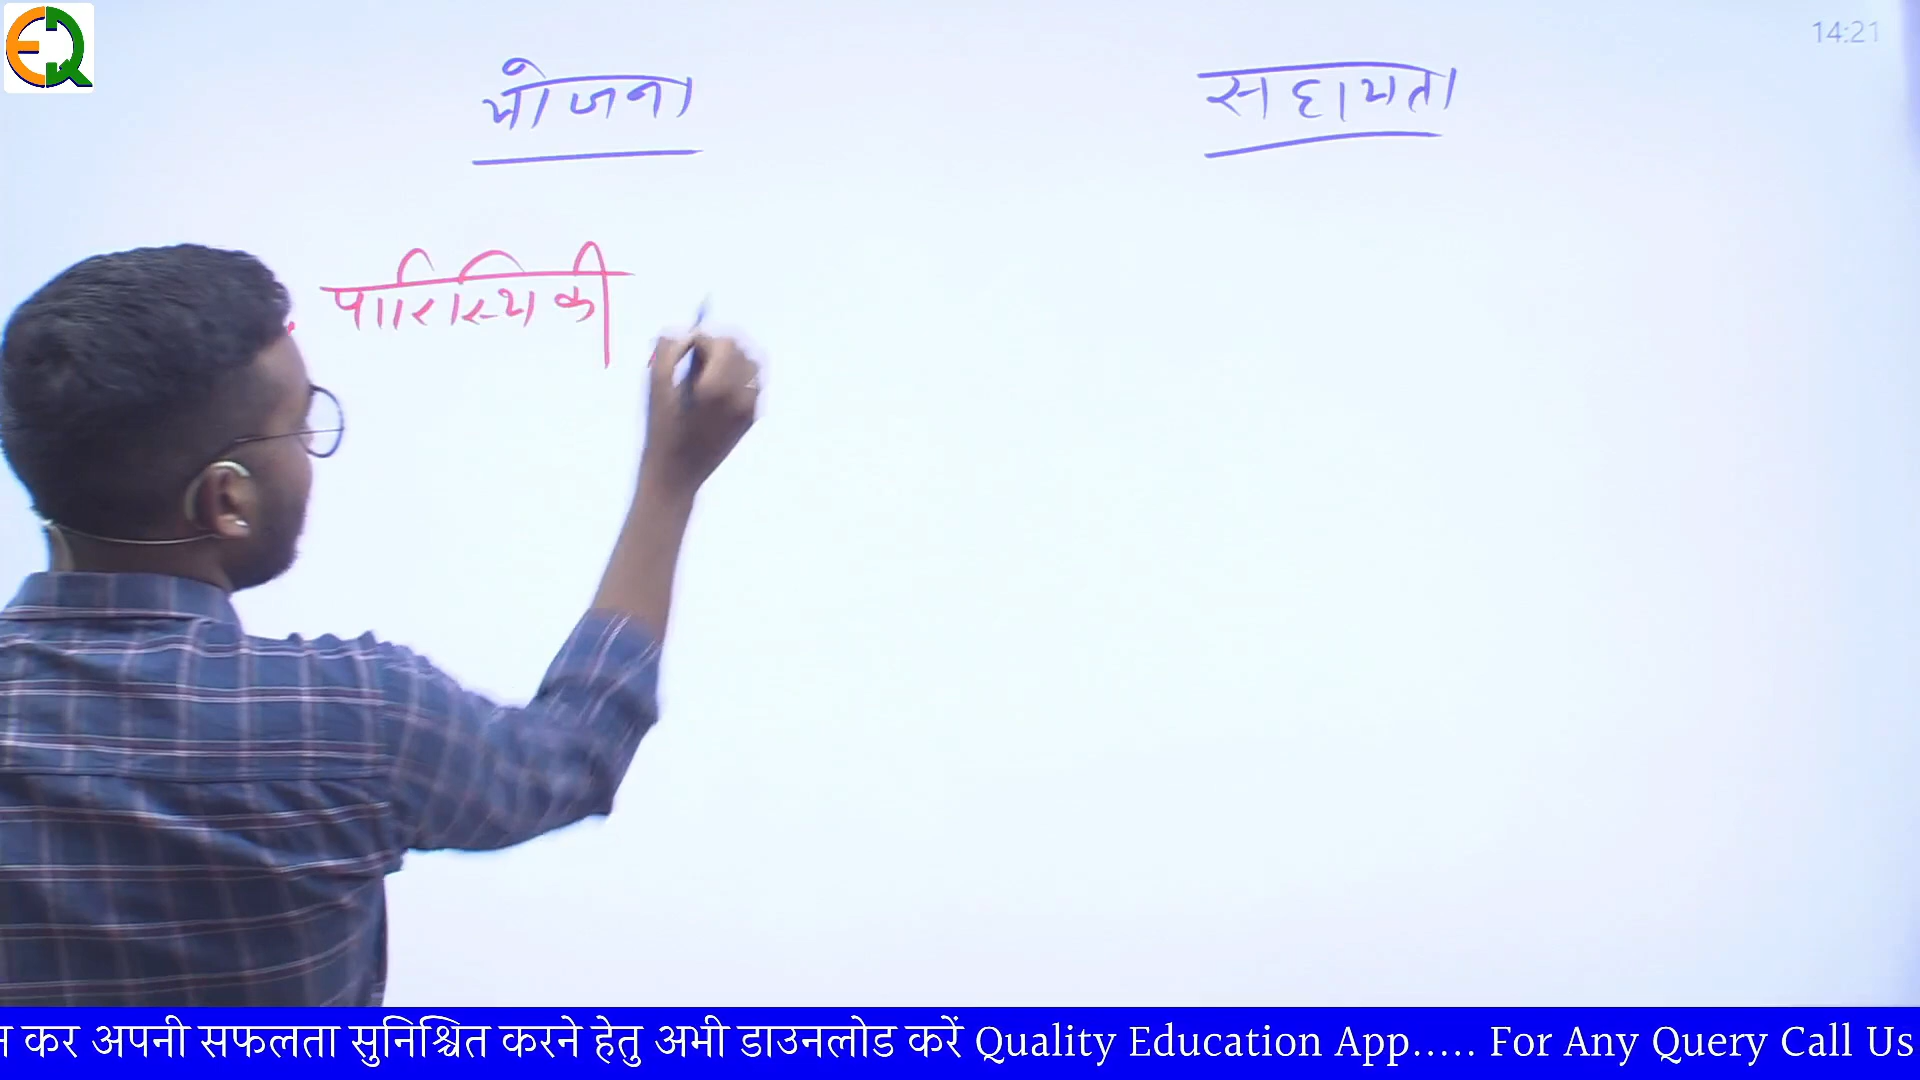 EQ
14:21
योजना
सहायता
पारिस्थिकी
कर अपनी सफलता सुनिश्चित करने हेतु अभी डाउनलोड करें Quality Education App..... For Any Query Call Us